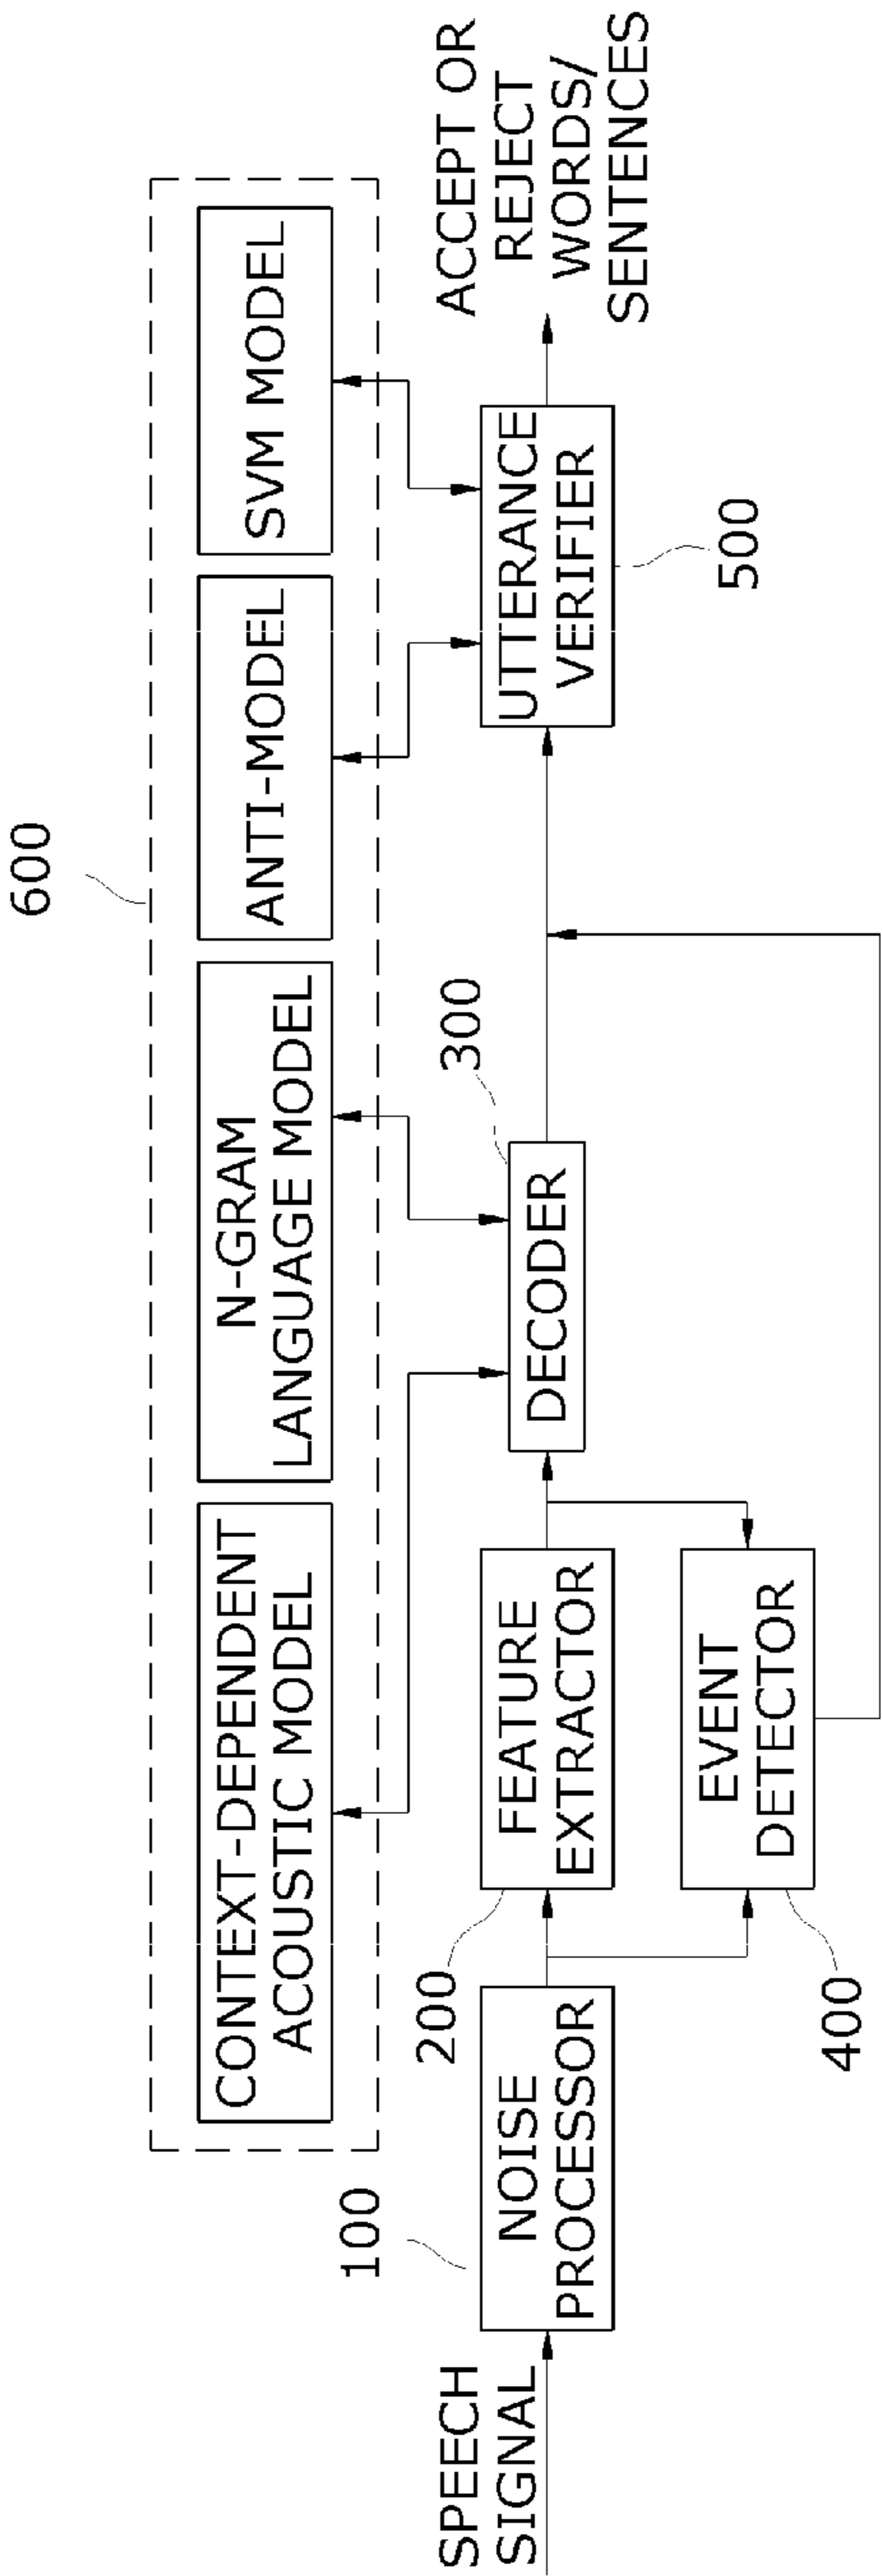 600
CONTEXT-DEPENDENT
ACOUSTIC MODEL
N-GRAM
LANGUAGE MODEL
ANTI-MODEL
SVM MODEL
SPEECH
SIGNAL
100
NOISE
PROCESSOR
200
FEATURE
EXTRACTOR
300
DECODER
UTTERANCE
VERIFIER
500
ACCEPT OR
REJECT
WORDS/
SENTENCES
EVENT
DETECTOR
400